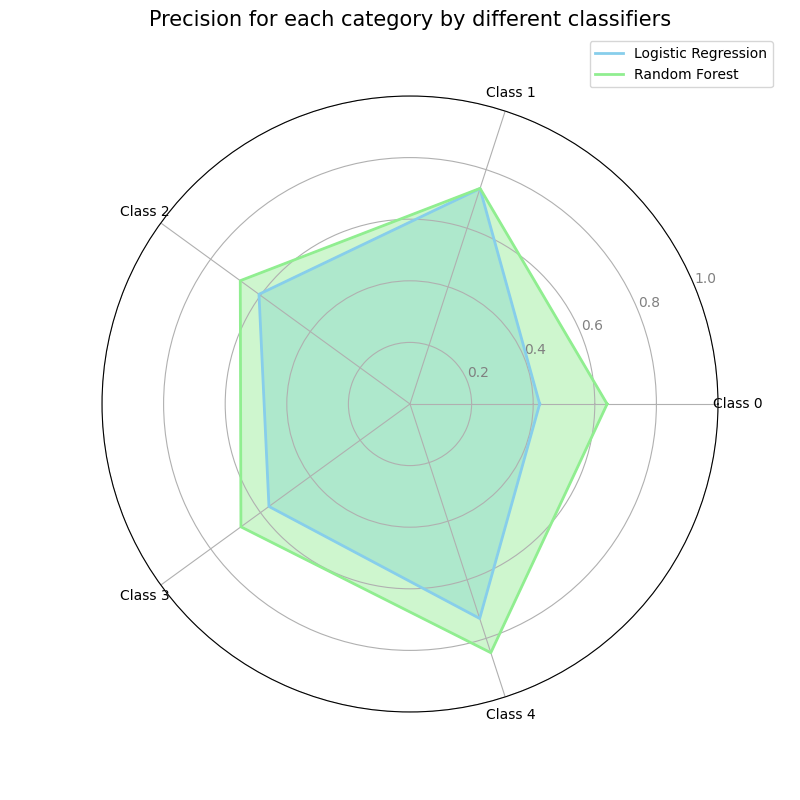 Precision for each category by different classifiers
Logistic Regression
Random Forest
Class 1
Class 2
1.0
0.8
0.6
0.4
0.2
Class 0
Class 3
Class 4